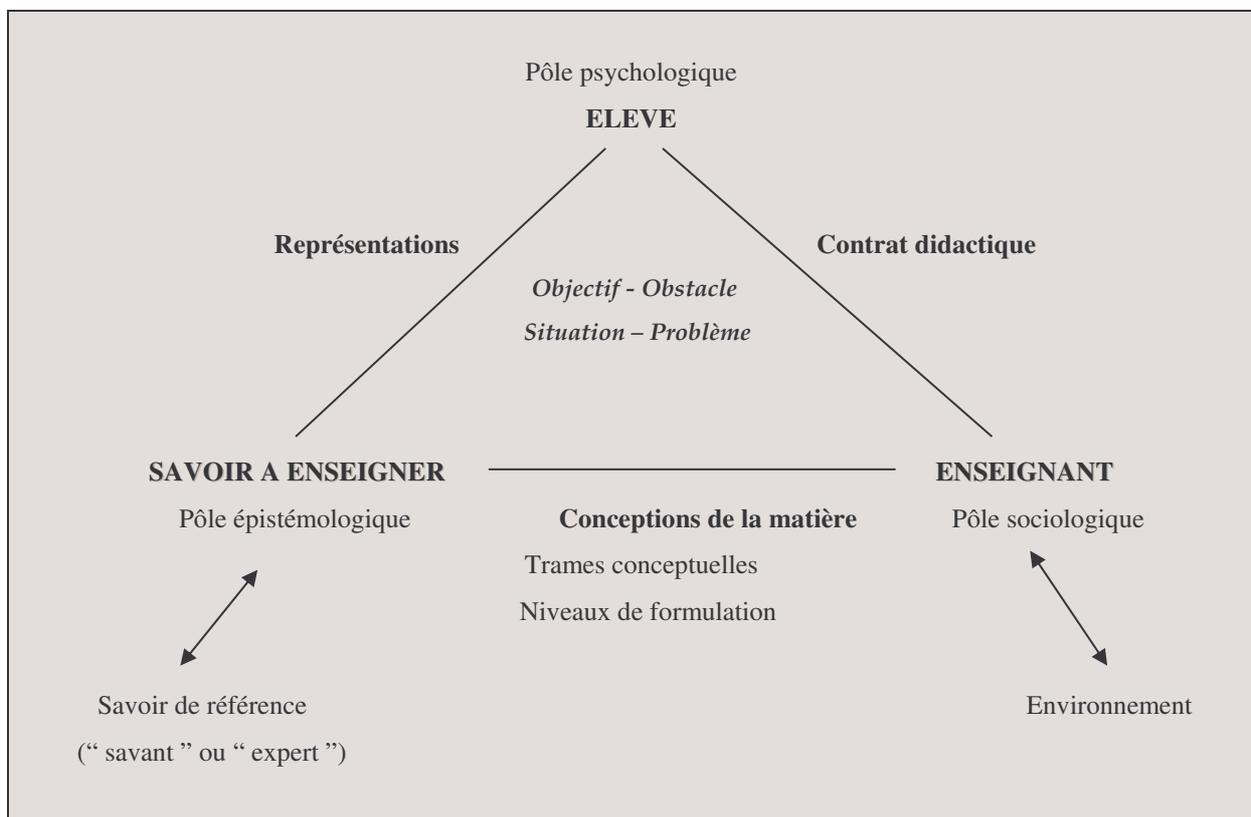 Pôle psychologique
ELEVE
Représentations
Contrat didactique
Objectif - Obstacle
Situation – Problème
SAVOIR A ENSEIGNER
ENSEIGNANT
Pôle épistémologique
Conceptions de la matière
Pôle sociologique
Trames conceptuelles
Niveaux de formulation
Savoir de référence
Environnement
(“ savant ” ou “ expert ”)